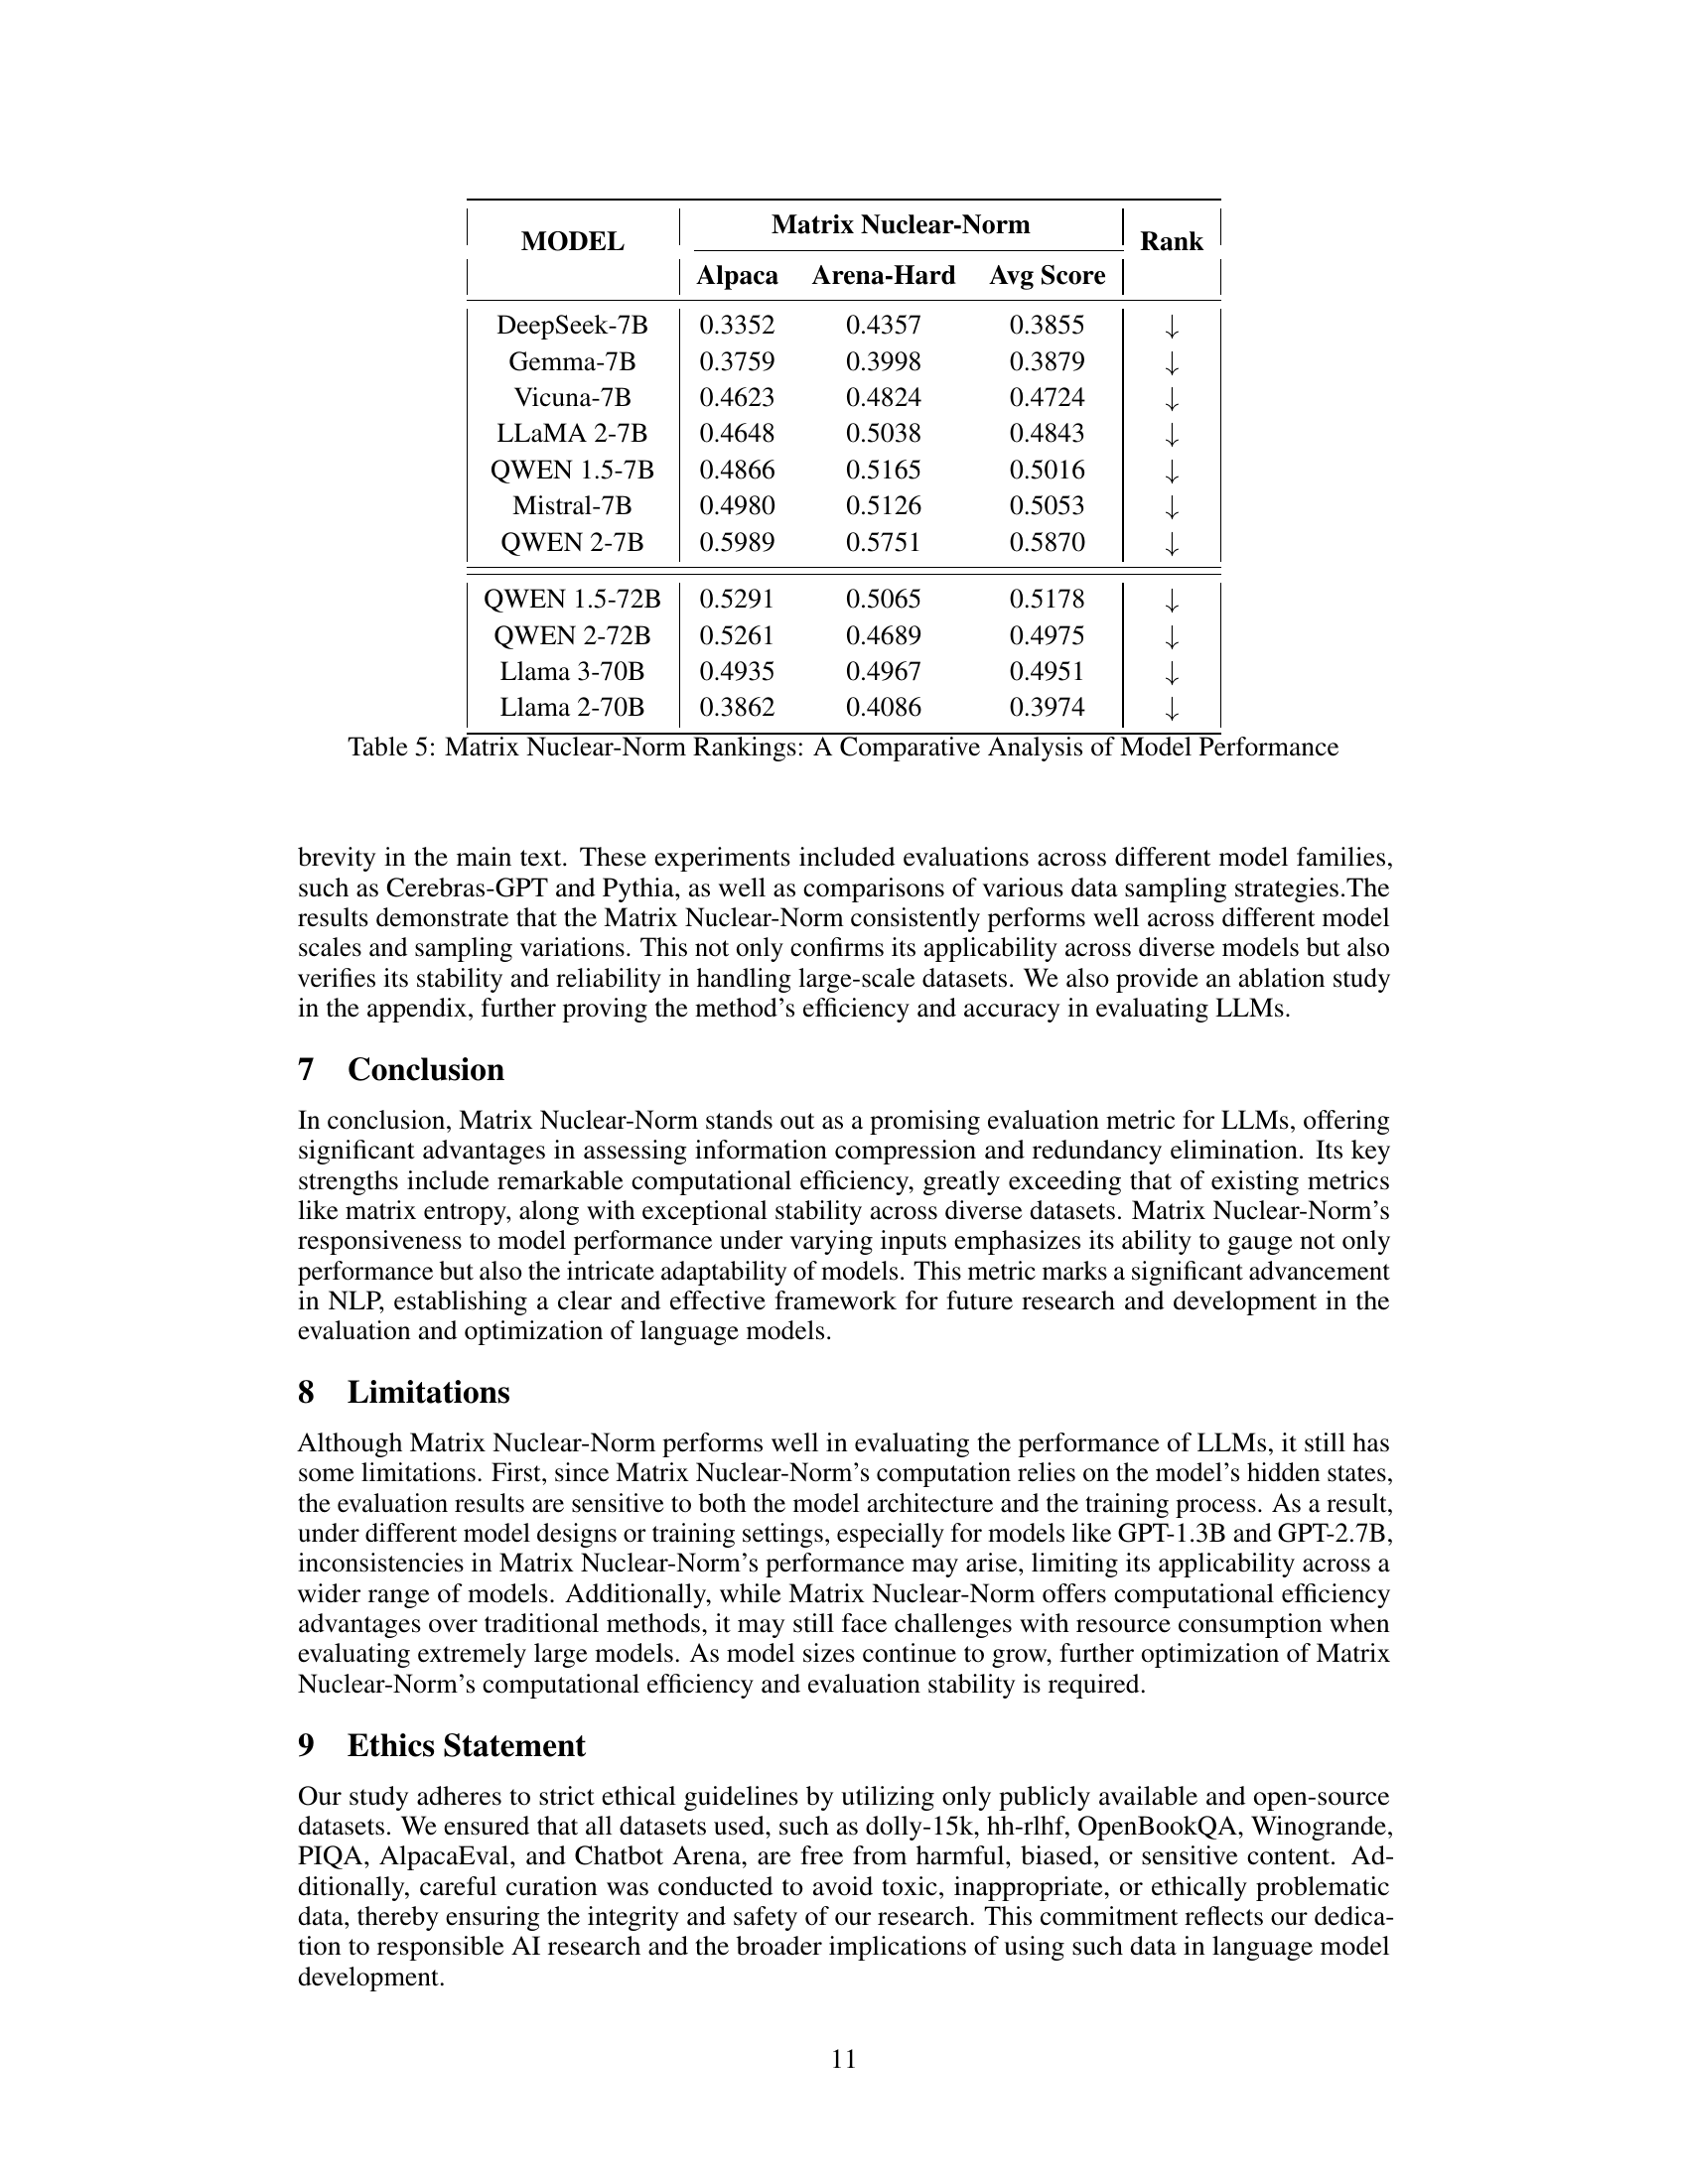 MODEL Matrix Nuclear-Norm Rank
Alpaca Arena-Hard Avg Score
DeepSeek-7B 0.3352 0.4357 0.3855 ↓
Gemma-7B 0.3759 0.3998 0.3879 ↓
Vicuna-7B 0.4623 0.4824 0.4724 ↓
LLaMA 2-7B 0.4648 0.5038 0.4843 ↓
QWEN 1.5-7B 0.4866 0.5165 0.5016 ↓
Mistral-7B 0.4980 0.5126 0.5053 ↓
QWEN 2-7B 0.5989 0.5751 0.5870 ↓
QWEN 1.5-72B 0.5291 0.5065 0.5178 ↓
QWEN 2-72B 0.5261 0.4689 0.4975 ↓
Llama 3-70B 0.4935 0.4967 0.4951 ↓
Llama 2-70B 0.3862 0.4086 0.3974 ↓
Table 5: Matrix Nuclear-Norm Rankings: A Comparative Analysis of Model Performance
brevity in the main text. These experiments included evaluations across different model families,
such as Cerebras-GPT and Pythia, as well as comparisons of various data sampling strategies.The
results demonstrate that the Matrix Nuclear-Norm consistently performs well across different model
scales and sampling variations. This not only confirms its applicability across diverse models but also
verifies its stability and reliability in handling large-scale datasets. We also provide an ablation study
in the appendix, further proving the method's efficiency and accuracy in evaluating LLMs.
7 Conclusion
In conclusion, Matrix Nuclear-Norm stands out as a promising evaluation metric for LLMs, offering
significant advantages in assessing information compression and redundancy elimination. Its key
strengths include remarkable computational efficiency, greatly exceeding that of existing metrics
like matrix entropy, along with exceptional stability across diverse datasets. Matrix Nuclear-Norm's
responsiveness to model performance under varying inputs emphasizes its ability to gauge not only
performance but also the intricate adaptability of models. This metric marks a significant advancement
in NLP, establishing a clear and effective framework for future research and development in the
evaluation and optimization of language models.
8 Limitations
Although Matrix Nuclear-Norm performs well in evaluating the performance of LLMs, it still has
some limitations. First, since Matrix Nuclear-Norm's computation relies on the model's hidden states,
the evaluation results are sensitive to both the model architecture and the training process. As a result,
under different model designs or training settings, especially for models like GPT-1.3B and GPT-2.7B,
inconsistencies in Matrix Nuclear-Norm's performance may arise, limiting its applicability across a
wider range of models. Additionally, while Matrix Nuclear-Norm offers computational efficiency
advantages over traditional methods, it may still face challenges with resource consumption when
evaluating extremely large models. As model sizes continue to grow, further optimization of Matrix
Nuclear-Norm's computational efficiency and evaluation stability is required.
9 Ethics Statement
Our study adheres to strict ethical guidelines by utilizing only publicly available and open-source
datasets. We ensured that all datasets used, such as dolly-15k, hh-rlhf, OpenBookQA, Winogrande,
PIQA, AlpacaEval, and Chatbot Arena, are free from harmful, biased, or sensitive content. Ad-
ditionally, careful curation was conducted to avoid toxic, inappropriate, or ethically problematic
data, thereby ensuring the integrity and safety of our research. This commitment reflects our dedica-
tion to responsible AI research and the broader implications of using such data in language model
development.
11